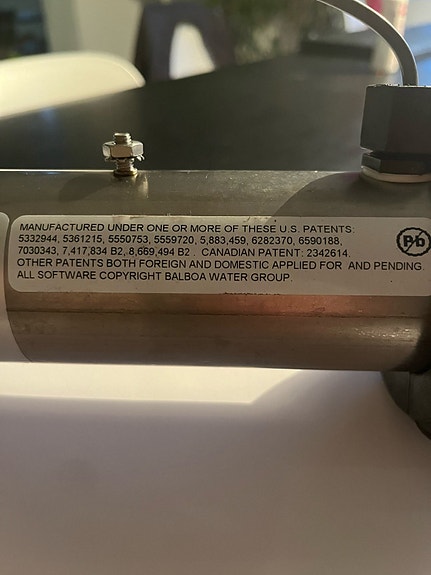 MANUFACTURED UNDER ONE OR MORE OF THESE U.S. PATENTS:
5332944, 5361215, 5550753, 5559720, 5,883,459, 6282370, 6590188,
7030343, 7,417,834 B2, 8,669,494 B2 . CANADIAN PATENT: 2342614.
OTHER PATENTS BOTH FOREIGN AND DOMESTIC APPLIED FOR AND PENDING.
ALL SOFTWARE COPYRIGHT BALBOA WATER GROUP.
Pb